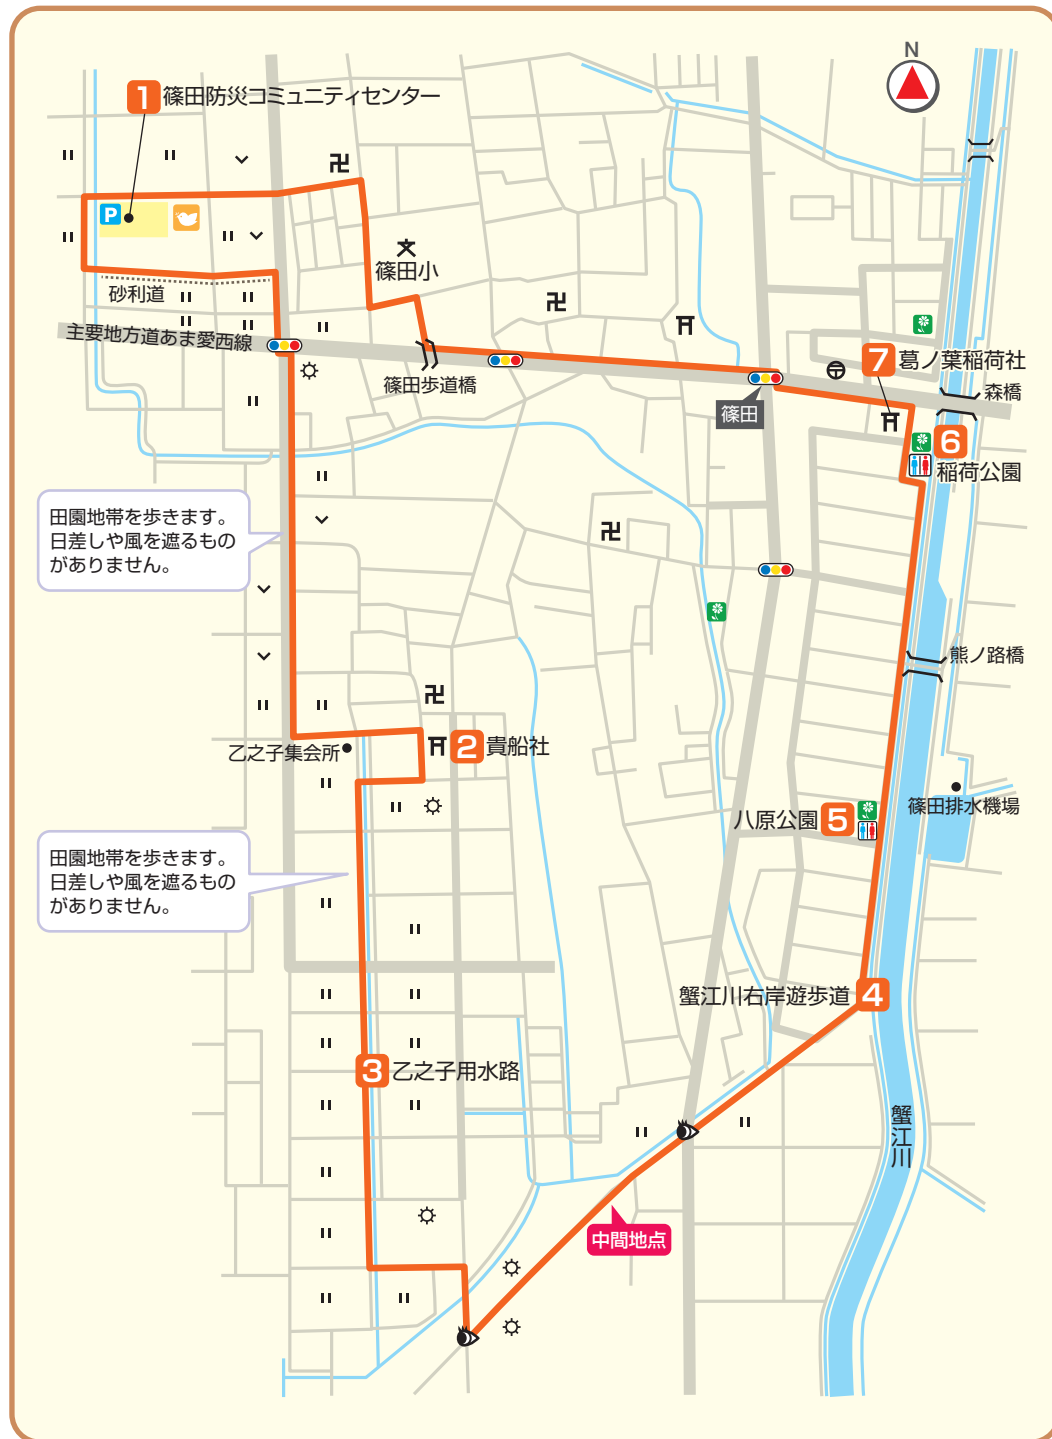 N
1 篠田防災コミュニティセンター
P
篠田小
砂利道
主要地方道あま愛西線
篠田歩道橋
篠田
7 葛ノ葉稲荷社
森橋
6
稲荷公園
田園地帯を歩きます。
日差しや風を遮るもの
がありません。
熊ノ路橋
乙之子集会所
2 貴船社
篠田排水機場
八原公園 5
田園地帯を歩きます。
日差しや風を遮るもの
がありません。
蟹江川右岸遊歩道 4
3 乙之子用水路
蟹江川
中間地点